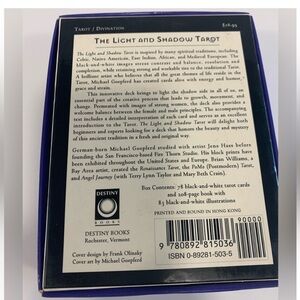 TAROT / DIVINATION
$28.95
THE LIGHT AND SHADOW TAROT
The Light and Shadow Tarot is inspired by many spiritual traditions, including
Celtic, Native American, East Indian, African, and Medieval European. The
black-and-white images stress center and balance, resolution and
completion, while retaining strong and workable ties to the traditional Tarot.
A brilliant artist who believes that all the great themes of life reside in the
Tarot, Michael Goepferd has created cards alive with energy and humor,
grace and strain.
This innovative deck brings to light the shadow side in all of us, an
essential part of the creative process that leads to growth, movement, and
change. Permeated with images of strong women, the deck also provides a
welcome balance between the female and male principles. The accompanying
text includes a detailed interpretation of each card and serves as an excellent
introduction to the Tarot. The Light and Shadow Tarot will delight both
beginners and experts looking for a deck that honors the beauty and mystery
of this ancient tradition in a fresh and original way.
German-born Michael Goepferd studied with artist Jens Hass before
founding the San Francisco-based Fire Thorn Studio. His block prints have
been exhibited throughout the United States and Europe. Brian Williams, a
Bay Area artist, created the Renaissance Tarot, the PoMo (Postmodern) Tarot,
and Angel Journey (with Terry Lynn Taylor and Mary Beth Crain).
Box Contents: 78 black-and-white tarot cards
and 208-page book with
83 black-and-white illustrations
PRINTED AND BOUND IN HONG KONG
DESTINY
BOOKS
DESTINY BOOKS
Rochester, Vermont
Cover design by Frank Olinsky
Cover art by Michael Goepferd
90000
9 780892 815036
ISBN 0-89281-503-5